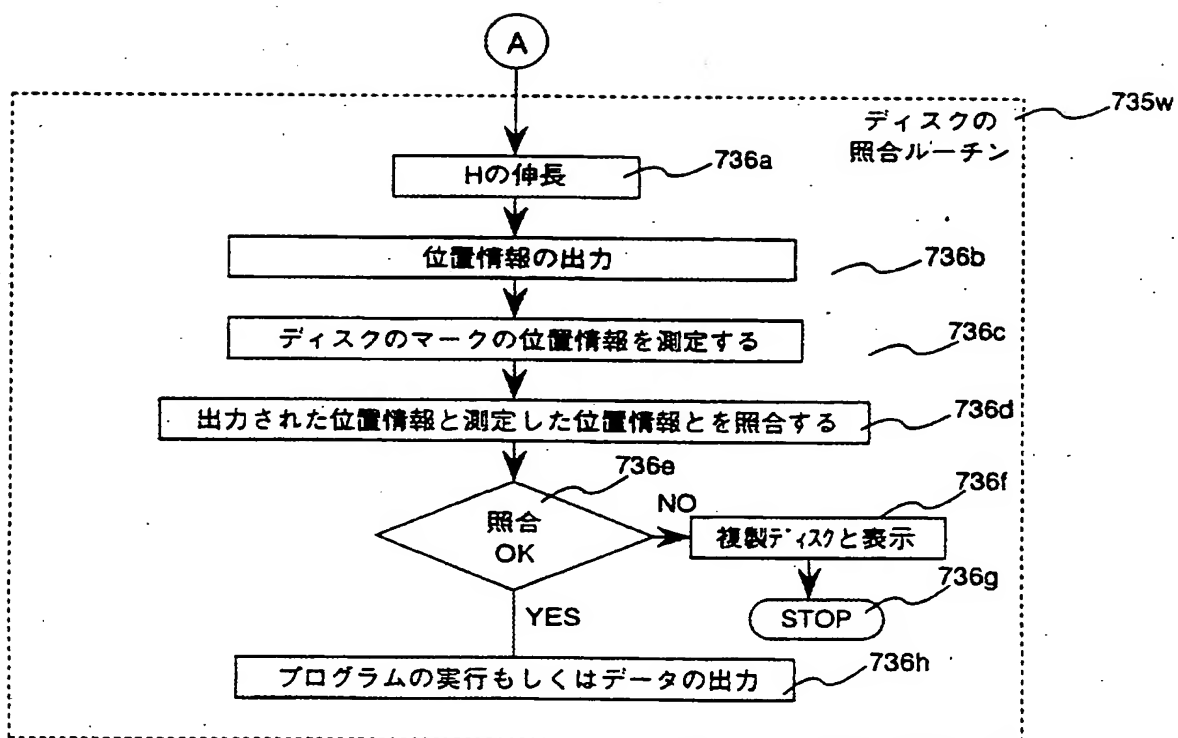 A
735w
ディスクの
照合ルーチン
736a
Hの伸長
位置情報の出力
736b
ディスクのマークの位置情報を測定する
736c
出力された位置情報と測定した位置情報とを照合する
736d
736e
照合
OK
NO
736f
複製ディスクと表示
736g
STOP
YES
プログラムの実行もしくはデータの出力
736h